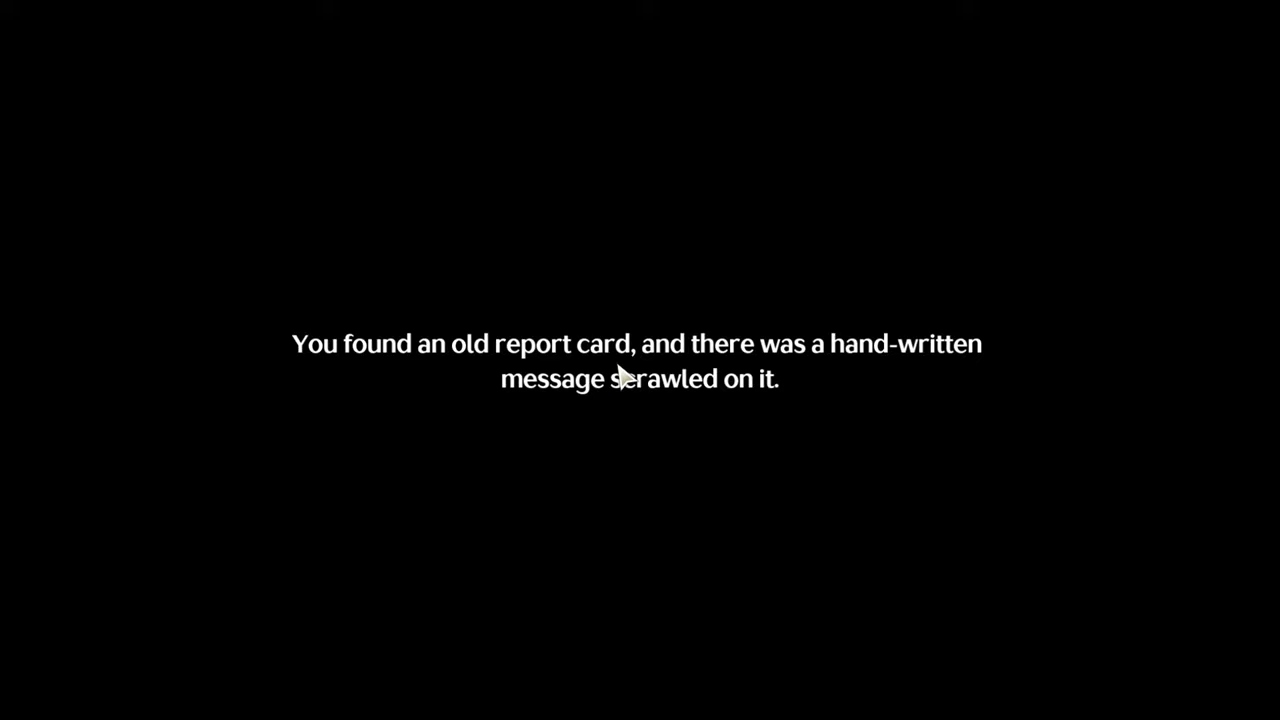 You found an old report card, and there was a hand-written
message scrawled on it.